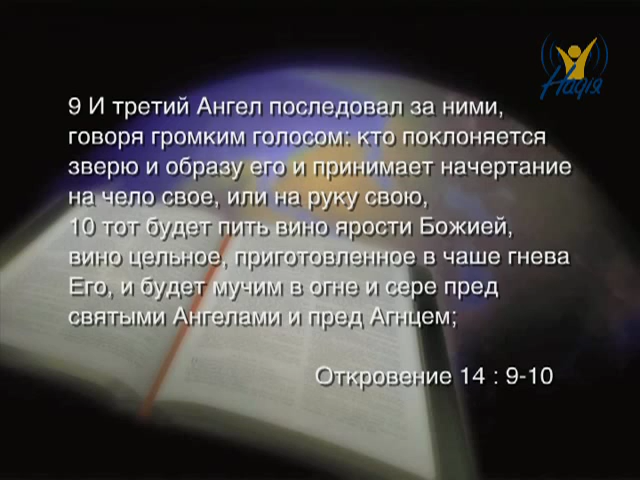 Надія
9 И третий Ангел последовал за ними,
говоря громким голосом: кто поклоняется
зверю и образу его и принимает начертание
на чело свое, или на руку свою,
10 тот будет пить вино ярости Божией,
вино цельное, приготовленное в чаше гнева
Его, и будет мучим в огне и сере пред
святыми Ангелами и пред Агнцем;
Откровение 14 : 9-10